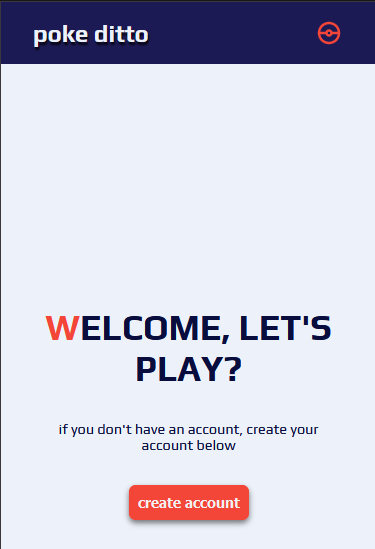 poke ditto
WELCOME, LET'S
PLAY?
if you don't have an account, create your
account below
create account